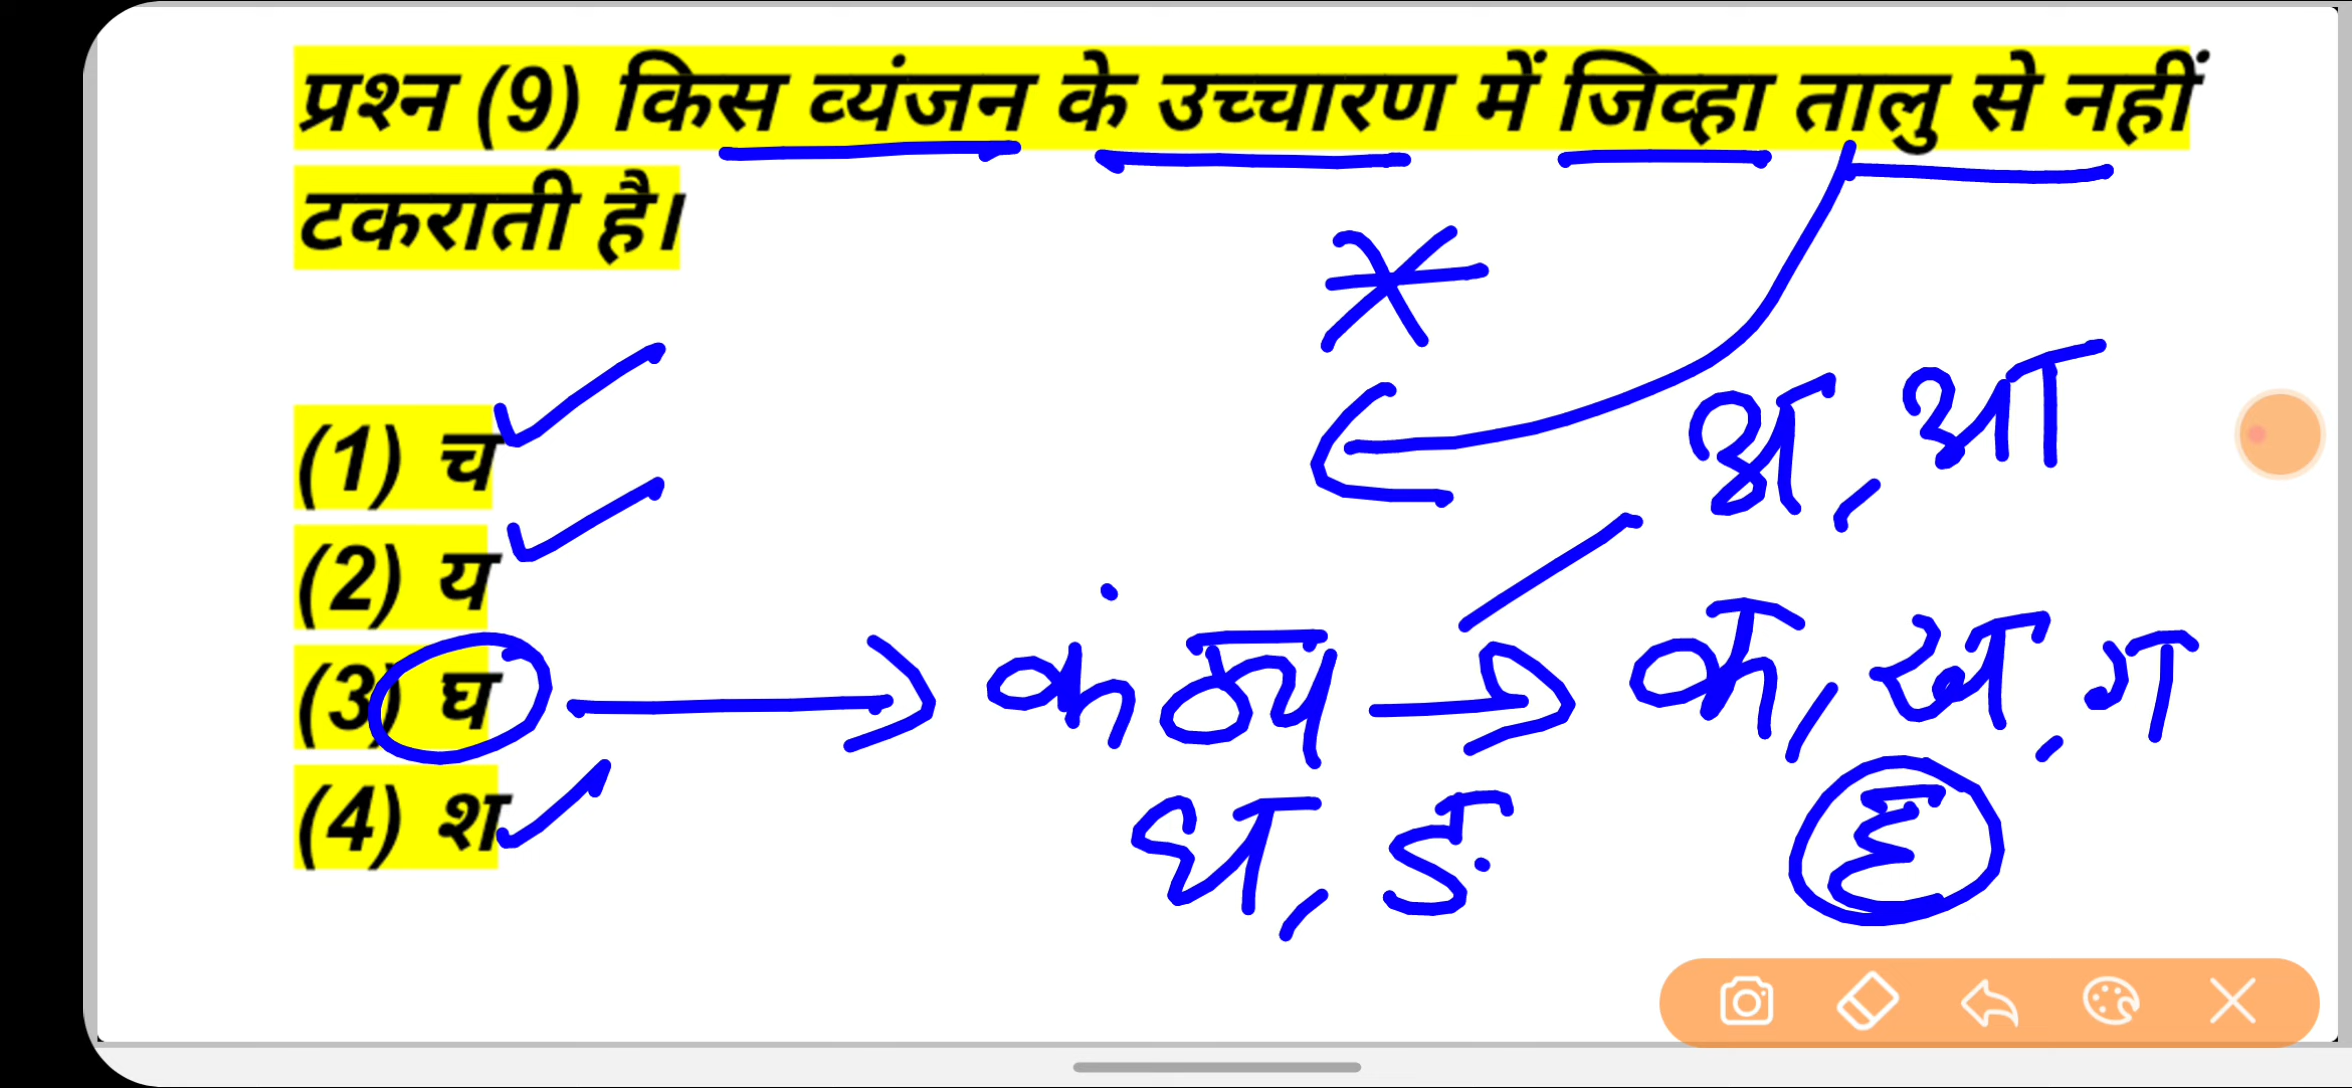 प्रश्न (9) किस व्यंजन के उच्चारण में जिव्हा तालु से नहीं
टकराती है।
अ, आ
(1) च
(2) य
(3) घ
कंठ्य
क, ख, ग
घ, ङ
ह
(4) श